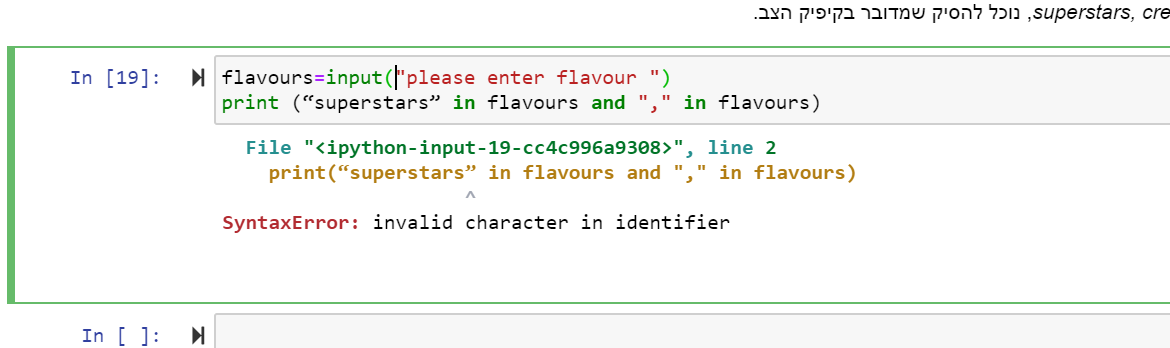 superstars, cre, נוכל להסיק שמדובר בקיפיק הצב.
In [19]:
flavours=input("please enter flavour ")
print (“superstars” in flavours and "," in flavours)
File "<ipython-input-19-cc4c996a9308>", line 2
print(“superstars” in flavours and "," in flavours)
^
SyntaxError: invalid character in identifier
In [ ]: